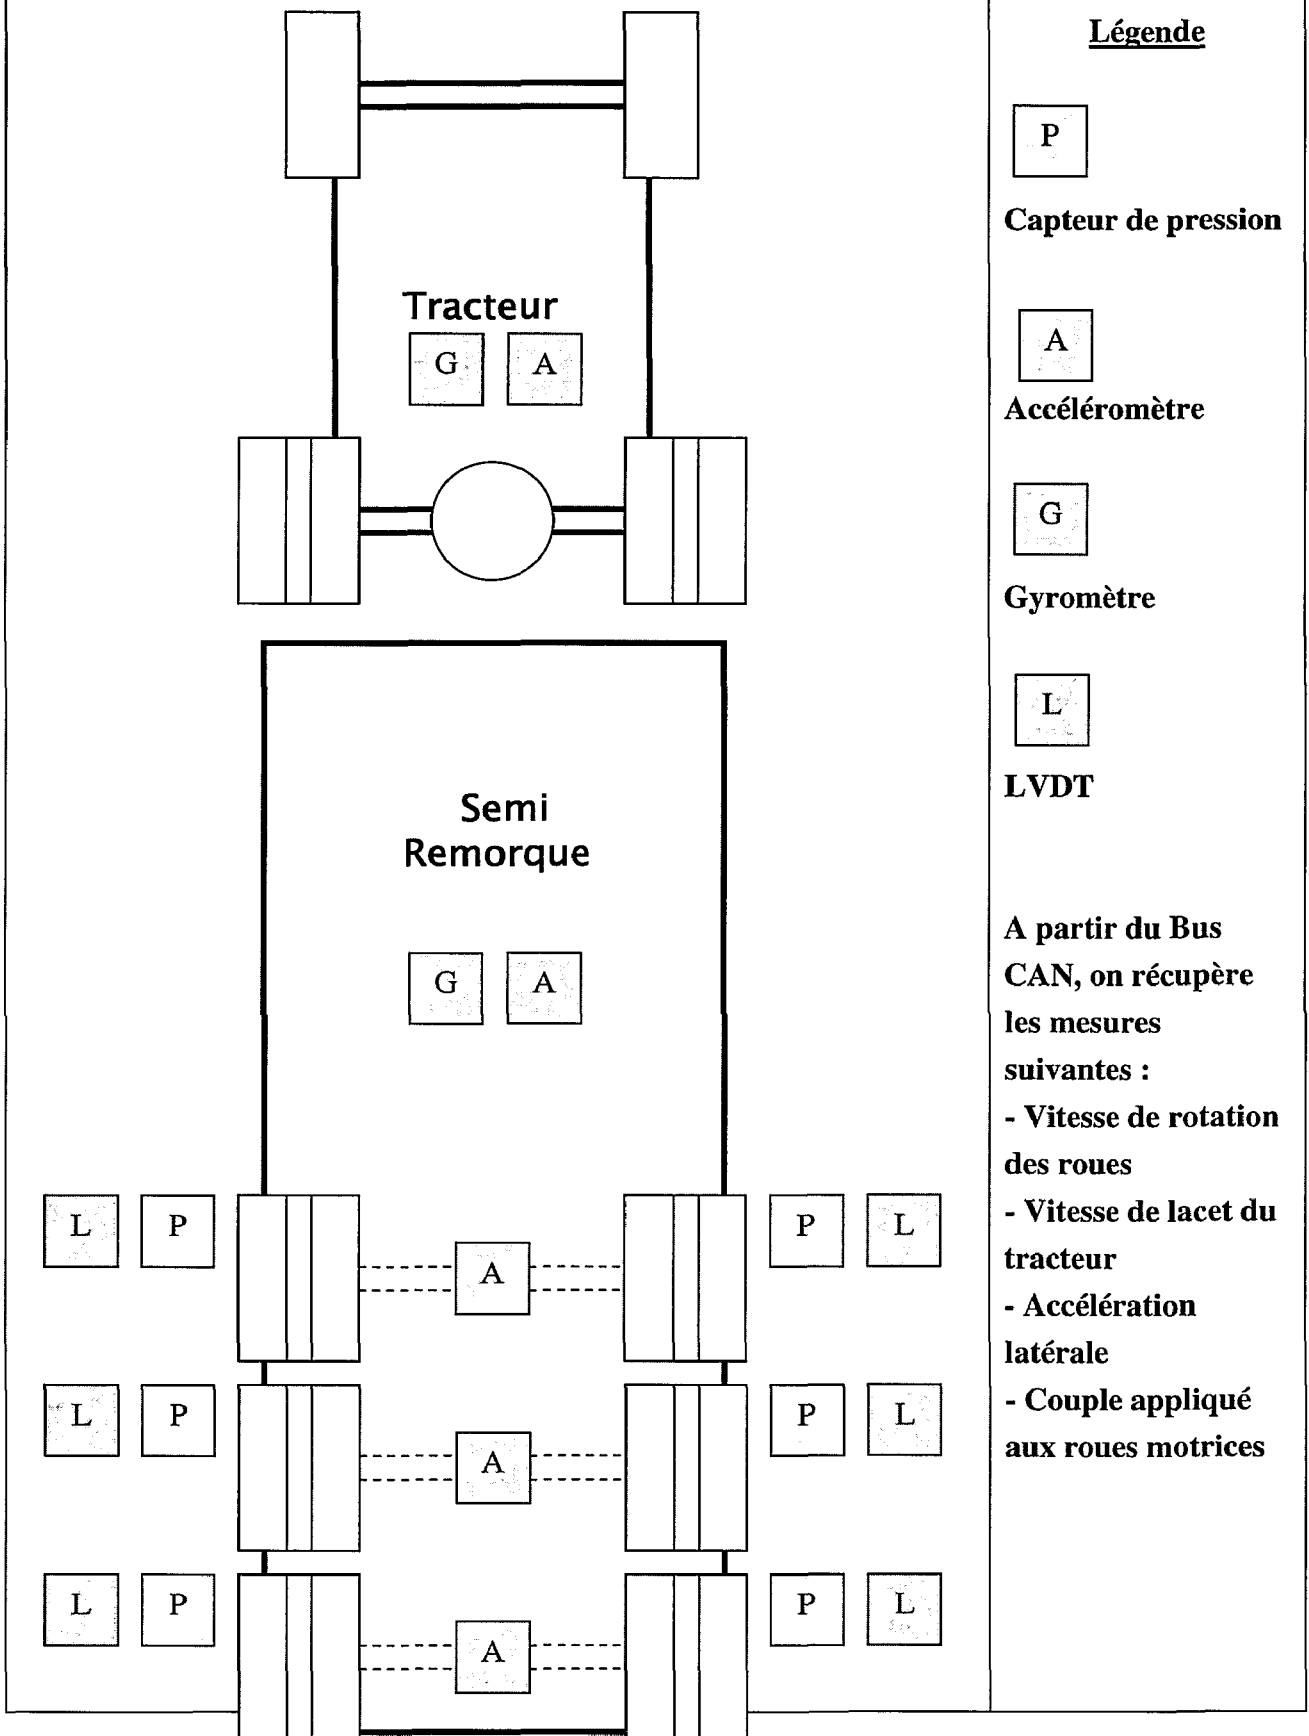 Tracteur
G A
Semi
Remorque
G A
L P P L
A
L P P L
A
L P P L
A
Légende
P
Capteur de pression
A
Accéléromètre
G
Gyromètre
L
LVDT
A partir du Bus
CAN, on récupère
les mesures
suivantes :
- Vitesse de rotation
des roues
- Vitesse de lacet du
tracteur
- Accélération
latérale
- Couple appliqué
aux roues motrices